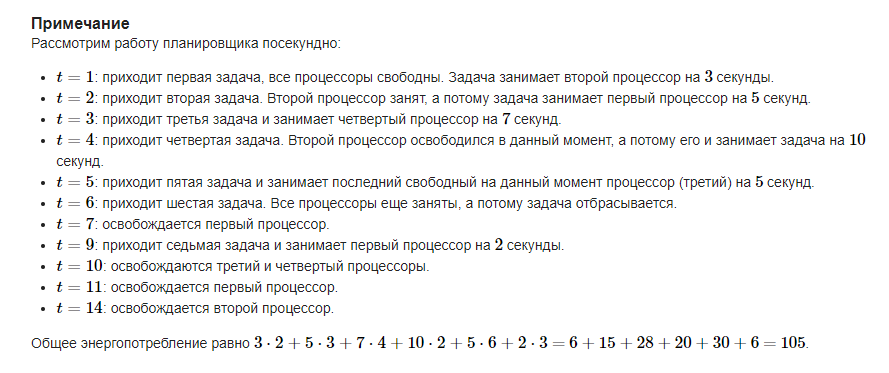 Примечание
Рассмотрим работу планировщика посекундно:
• t = 1: приходит первая задача, все процессоры свободны. Задача занимает второй процессор на 3 секунды.
• t = 2: приходит вторая задача. Второй процессор занят, а потому задача занимает первый процессор на 5 секунд.
• t = 3: приходит третья задача и занимает четвертый процессор на 7 секунд.
• t = 4: приходит четвертая задача. Второй процессор освободился в данный момент, а потому его и занимает задача на 10
секунд.
• t = 5: приходит пятая задача и занимает последний свободный на данный момент процессор (третий) на 5 секунд.
• t = 6: приходит шестая задача. Все процессоры еще заняты, а потому задача отбрасывается.
• t = 7: освобождается первый процессор.
• t = 9: приходит седьмая задача и занимает первый процессор на 2 секунды.
• t = 10: освобождаются третий и четвертый процессоры.
• t = 11: освобождается первый процессор.
• t = 14: освобождается второй процессор.
Общее энергопотребление равно 3 · 2 + 5 · 3 + 7 · 4 + 10 · 2 + 5 · 6 + 2 · 3 = 6 + 15 + 28 + 20 + 30 + 6 = 105.